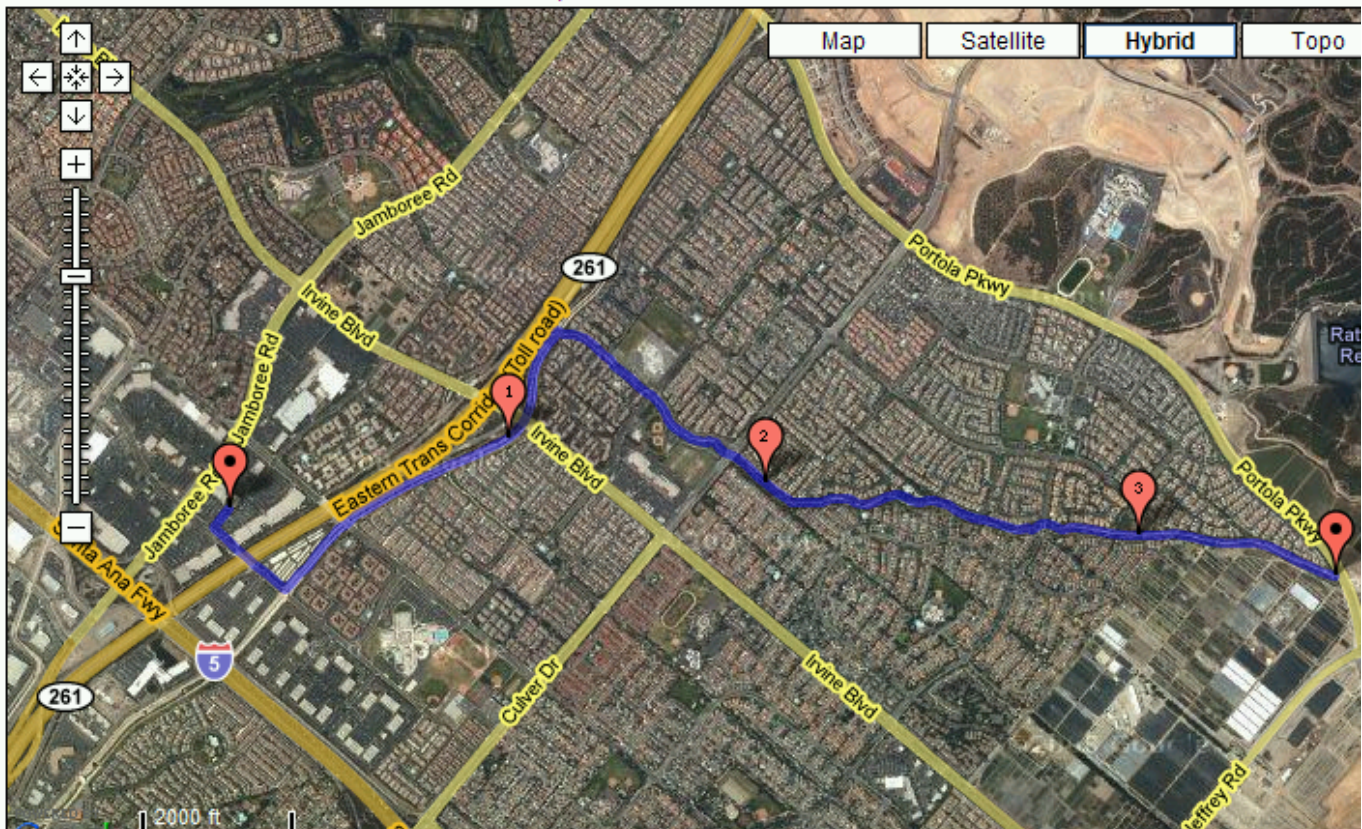 Map
Satellite
Hybrid
Topo
Jamboree Rd
Portola Pkwy
261
Irvine Blvd
Jamboree Rd
Eastern Trans Corrid
Toll road)
1
Irvine Blvd
2
3
Portola Pkwy
Jamboree Rd
Santa Ana Fwy
5
261
Culver Dr
Irvine Blvd
Jeffrey Rd
2000 ft